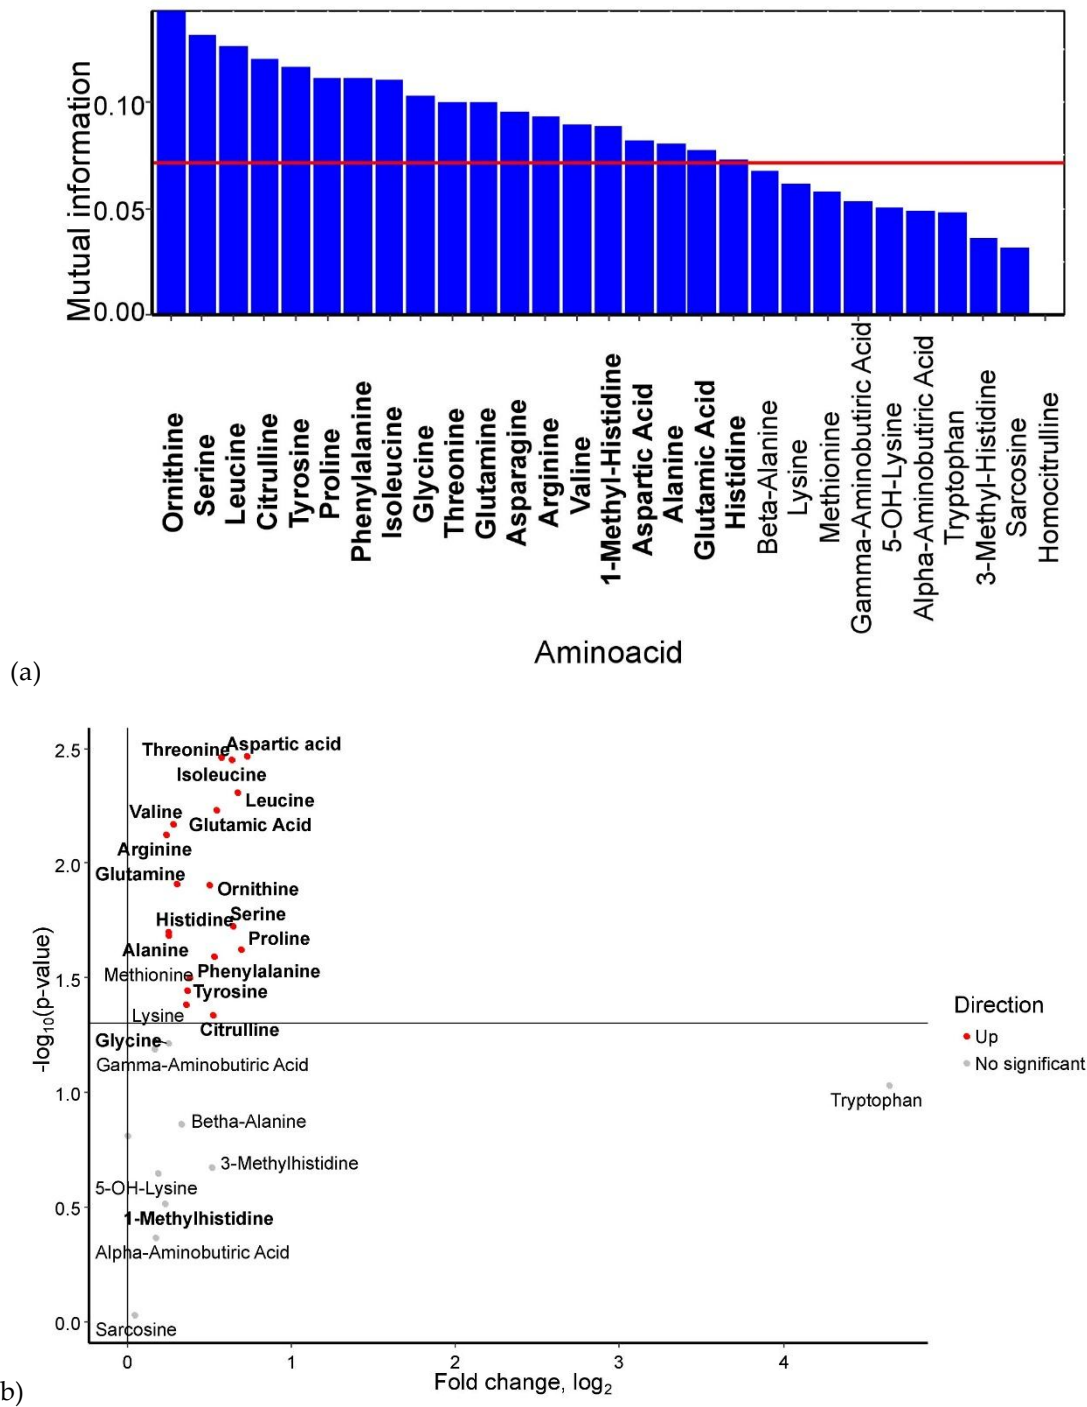 Mutual information
0.10
0.05
0.00
Ornithine
Serine
Leucine
Citrulline
Tyrosine
Proline
Phenylalanine
Isoleucine
Glycine
Threonine
Glutamine
Asparagine
Arginine
Valine
1-Methyl-Histidine
Aspartic Acid
Alanine
Glutamic Acid
Histidine
Beta-Alanine
Lysine
Methionine
Gamma-Aminobutiric Acid
5-OH-Lysine
Alpha-Aminobutiric Acid
Tryptophan
3-Methyl-Histidine
Sarcosine
Homocitrulline
Aminoacid
(a)
-log10(p-value)
2.5
2.0
1.5
1.0
0.5
0.0
Threonine
Aspartic acid
Isoleucine
Leucine
Valine
Glutamic Acid
Arginine
Glutamine
Ornithine
Serine
Histidine
Proline
Alanine
Methionine
Phenylalanine
Tyrosine
Lysine
Citrulline
Glycine
Gamma-Aminobutiric Acid
Tryptophan
Betha-Alanine
3-Methylhistidine
5-OH-Lysine
1-Methylhistidine
Alpha-Aminobutiric Acid
Sarcosine
Direction
Up
No significant
0 1 2 3 4
Fold change, log2
b)